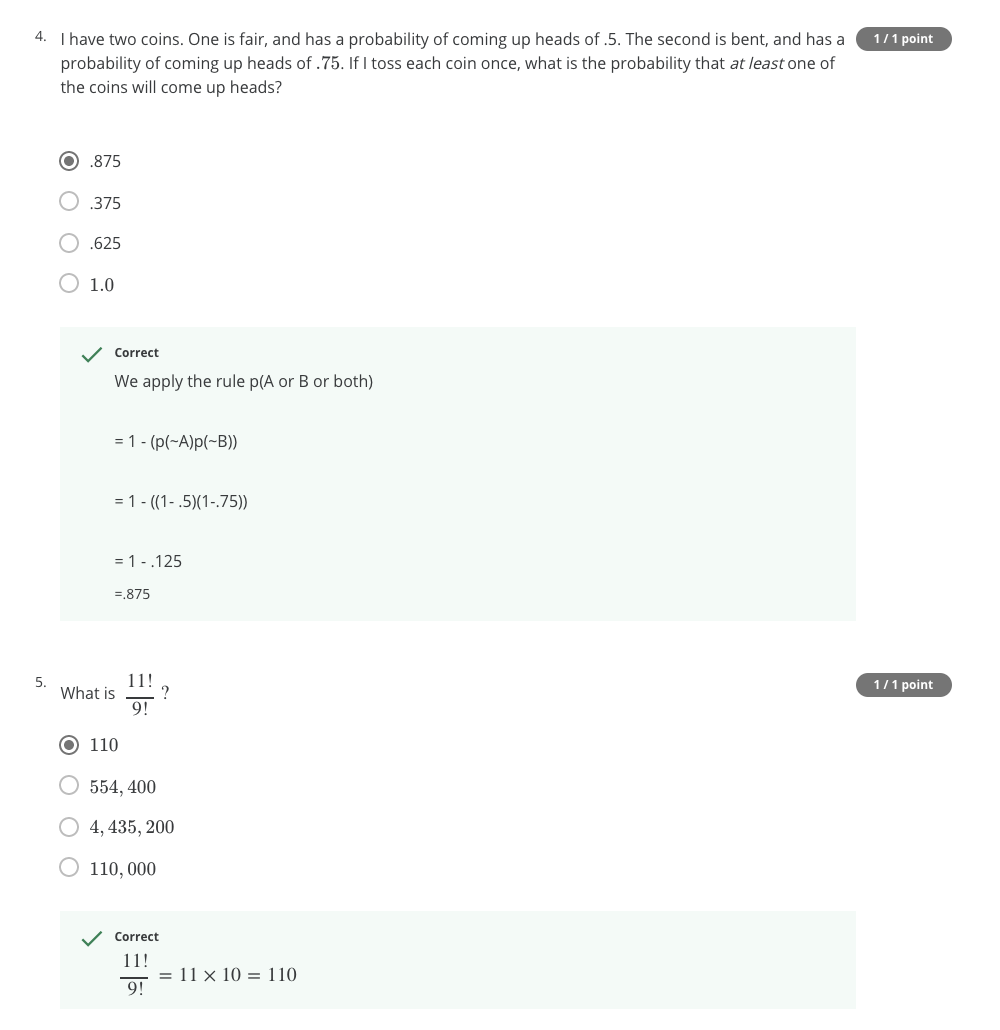 4.
I have two coins. One is fair, and has a probability of coming up heads of .5. The second is bent, and has a
1 / 1 point
probability of coming up heads of .75. If I toss each coin once, what is the probability that at least one of
the coins will come up heads?
.875
.375
.625
1.0
Correct
We apply the rule p(A or B or both)
= 1 - (p(~A)p(~B))
= 1 - ((1- .5)(1-.75))
= 1 - .125
=.875
5.
What is 11!/9! ?
1 / 1 point
110
554, 400
4, 435, 200
110, 000
Correct
11!/9! = 11 × 10 = 110